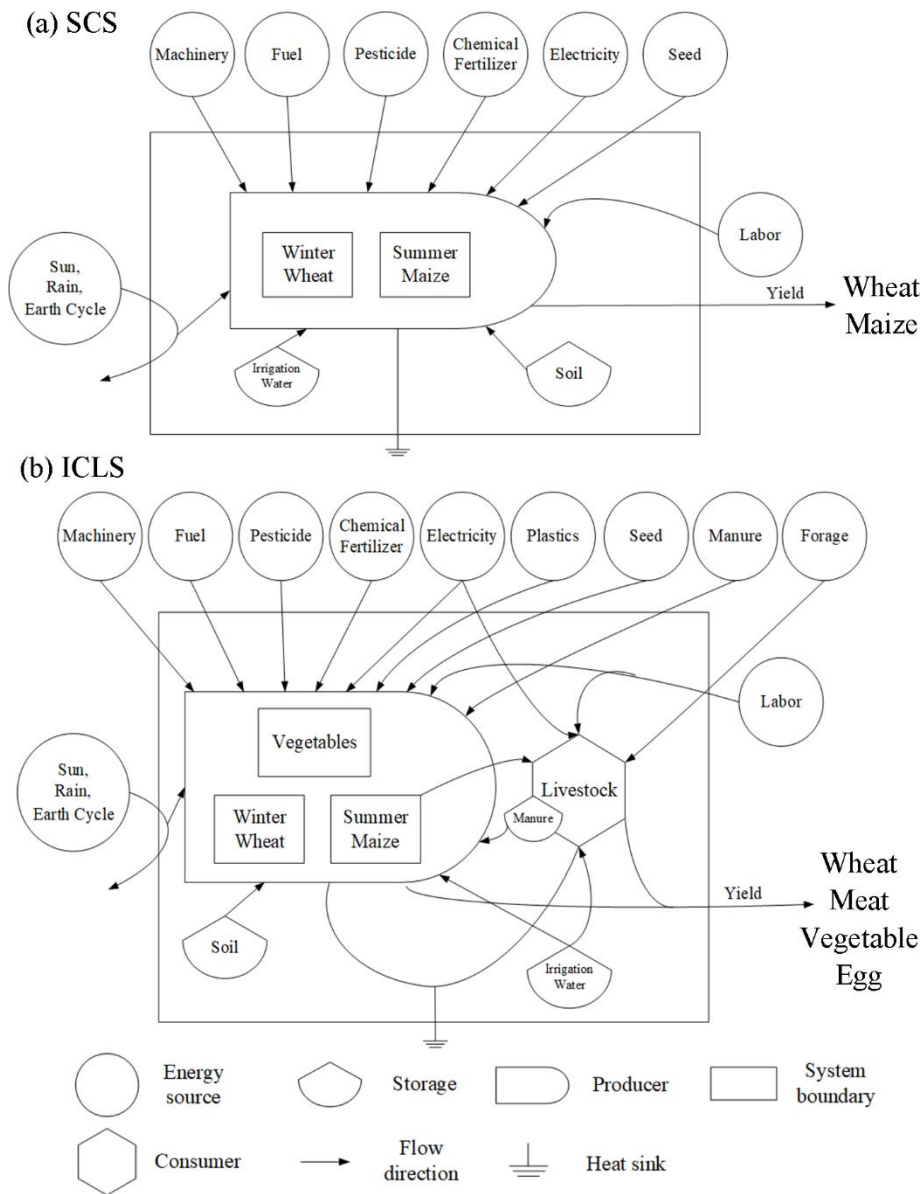 (a) SCS
Machinery
Fuel
Pesticide
Chemical
Fertilizer
Electricity
Seed
Labor
Sun,
Rain,
Earth Cycle
Winter
Wheat
Summer
Maize
Yield
Wheat
Maize
Irrigation
Water
Soil
(b) ICLS
Machinery
Fuel
Pesticide
Chemical
Fertilizer
Electricity
Plastics
Seed
Manure
Forage
Labor
Sun,
Rain,
Earth Cycle
Vegetables
Winter
Wheat
Summer
Maize
Livestock
Manure
Yield
Wheat
Meat
Vegetable
Egg
Soil
Irrigation
Water
Energy
source
Storage
Producer
System
boundary
Consumer
Flow
direction
Heat sink